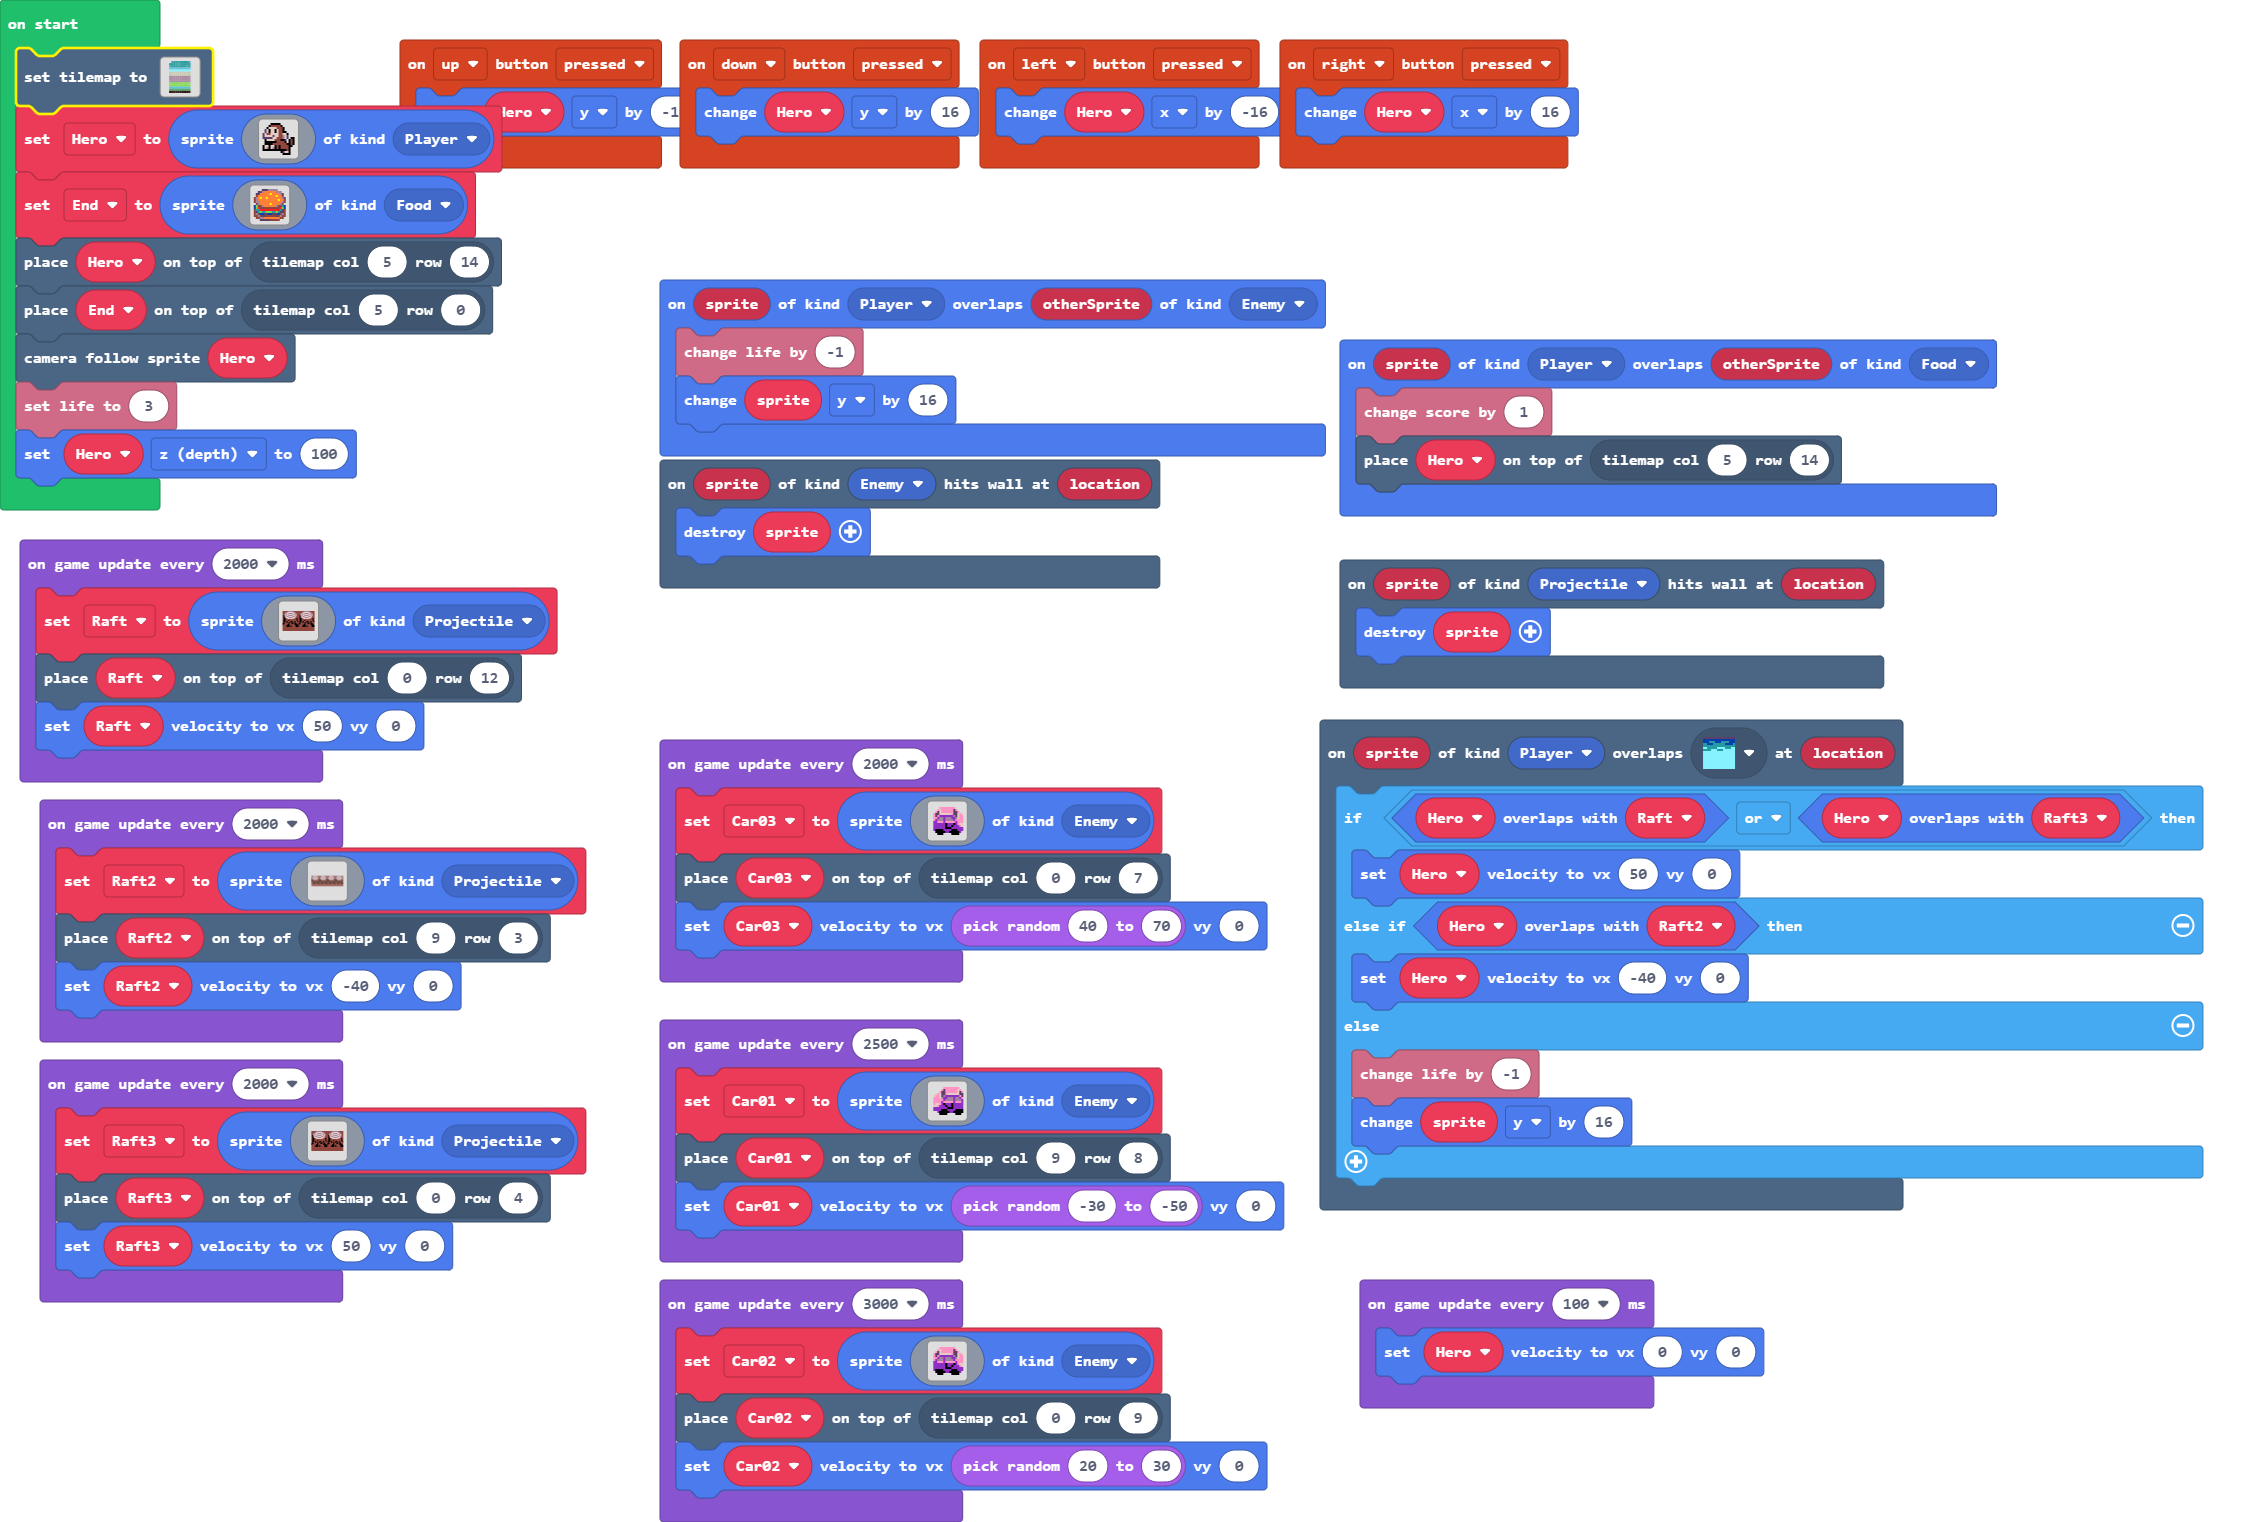 on start
set tilemap to
set Hero to sprite of kind Player
set End to sprite of kind Food
place Hero on top of tilemap col 5 row 14
place End on top of tilemap col 5 row 0
camera follow sprite Hero
set life to 3
set Hero z (depth) to 100
on up button pressed
Hero y by -1
on down button pressed
change Hero y by 16
on left button pressed
change Hero x by -16
on right button pressed
change Hero x by 16
on sprite of kind Player overlaps otherSprite of kind Enemy
change life by -1
change sprite y by 16
on sprite of kind Enemy hits wall at location
destroy sprite
on sprite of kind Player overlaps otherSprite of kind Food
change score by 1
place Hero on top of tilemap col 5 row 14
on sprite of kind Projectile hits wall at location
destroy sprite
on game update every 2000 ms
set Raft to sprite of kind Projectile
place Raft on top of tilemap col 0 row 12
set Raft velocity to vx 50 vy 0
on game update every 2000 ms
set Raft2 to sprite of kind Projectile
place Raft2 on top of tilemap col 9 row 3
set Raft2 velocity to vx -40 vy 0
on game update every 2000 ms
set Raft3 to sprite of kind Projectile
place Raft3 on top of tilemap col 0 row 4
set Raft3 velocity to vx 50 vy 0
on game update every 2000 ms
set Car03 to sprite of kind Enemy
place Car03 on top of tilemap col 0 row 7
set Car03 velocity to vx pick random 40 to 70 vy 0
on game update every 2500 ms
set Car01 to sprite of kind Enemy
place Car01 on top of tilemap col 9 row 8
set Car01 velocity to vx pick random -30 to -50 vy 0
on game update every 3000 ms
set Car02 to sprite of kind Enemy
place Car02 on top of tilemap col 0 row 9
set Car02 velocity to vx pick random 20 to 30 vy 0
on sprite of kind Player overlaps at location
if Hero overlaps with Raft or Hero overlaps with Raft3 then
set Hero velocity to vx 50 vy 0
else if Hero overlaps with Raft2 then
set Hero velocity to vx -40 vy 0
else
change life by -1
change sprite y by 16
on game update every 100 ms
set Hero velocity to vx 0 vy 0